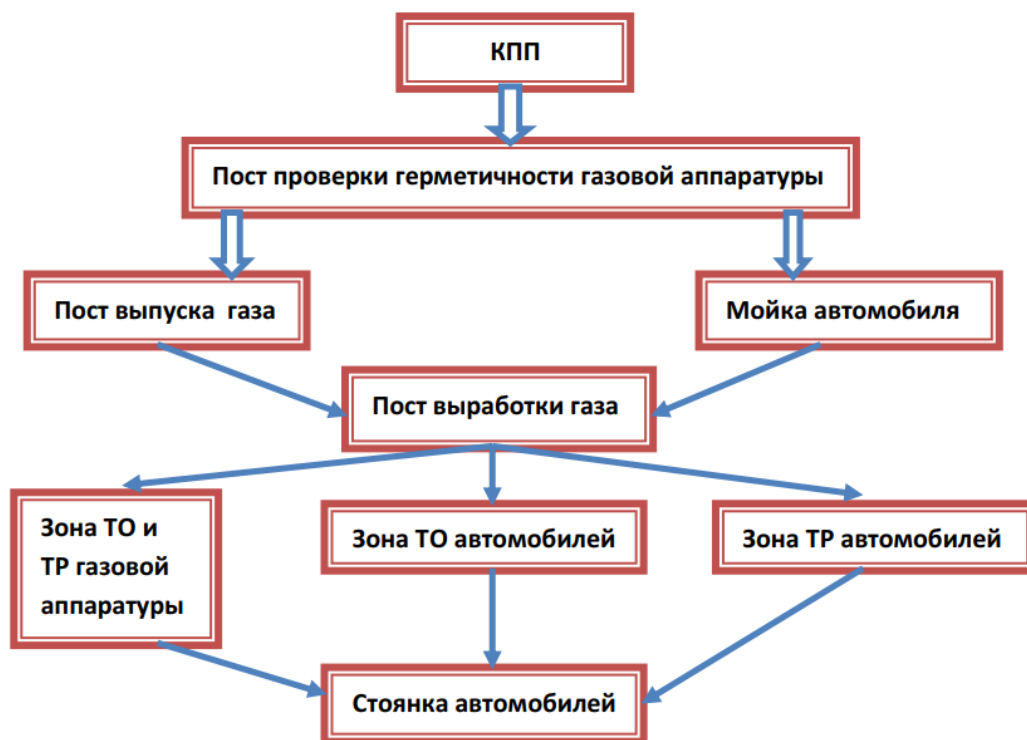 КПП
Пост проверки герметичности газовой аппаратуры
Пост выпуска газа
Мойка автомобиля
Пост выработки газа
Зона ТО и
ТР газовой
аппаратуры
Зона ТО автомобилей
Зона ТР автомобилей
Стоянка автомобилей